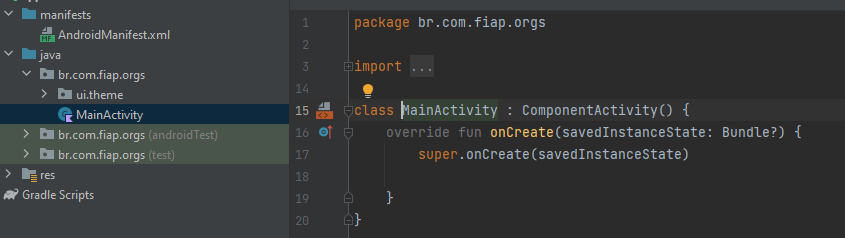 manifests
AndroidManifest.xml
java
br.com.fiap.orgs
ui.theme
MainActivity
br.com.fiap.orgs (androidTest)
br.com.fiap.orgs (test)
res
Gradle Scripts
1 package br.com.fiap.orgs
2
3 import ...
14
15 class MainActivity : ComponentActivity() {
16 override fun onCreate(savedInstanceState: Bundle?) {
17 super.onCreate(savedInstanceState)
18
19 }
20 }